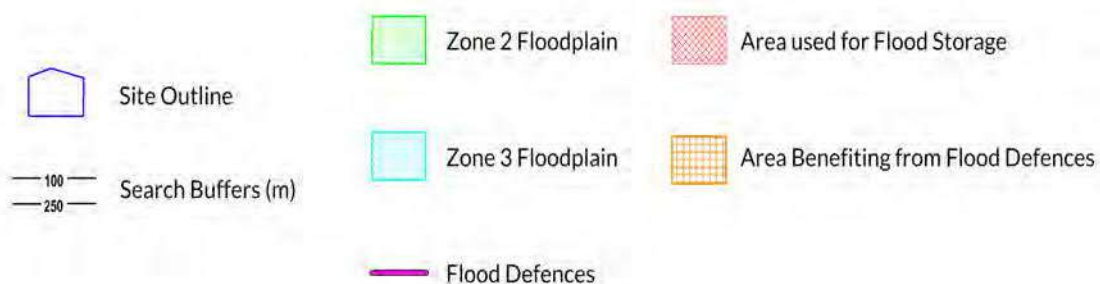 Zone 2 Floodplain
Area used for Flood Storage
Site Outline
Zone 3 Floodplain
Area Benefiting from Flood Defences
100
250
Search Buffers (m)
Flood Defences